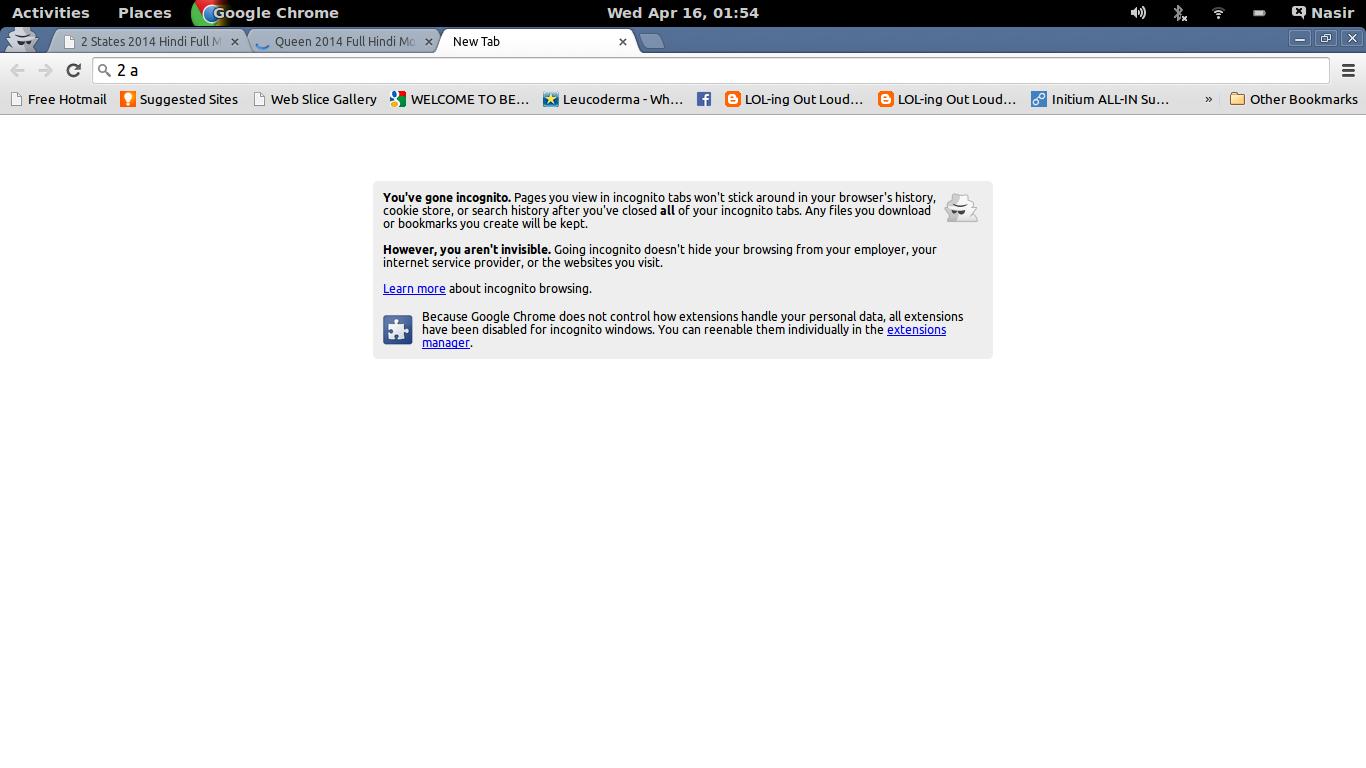 Activities Places Google Chrome Wed Apr 16, 01:54 Nasir
2 States 2014 Hindi Full M Queen 2014 Full Hindi Mo New Tab
2 a
Free Hotmail Suggested Sites Web Slice Gallery WELCOME TO BE... Leucoderma - Wh... LOL-ing Out Loud... LOL-ing Out Loud... Initium ALL-IN Su... » Other Bookmarks
You've gone incognito. Pages you view in incognito tabs won't stick around in your browser's history,
cookie store, or search history after you've closed all of your incognito tabs. Any files you download
or bookmarks you create will be kept.
However, you aren't invisible. Going incognito doesn't hide your browsing from your employer, your
internet service provider, or the websites you visit.
Learn more about incognito browsing.
Because Google Chrome does not control how extensions handle your personal data, all extensions
have been disabled for incognito windows. You can reenable them individually in the extensions
manager.